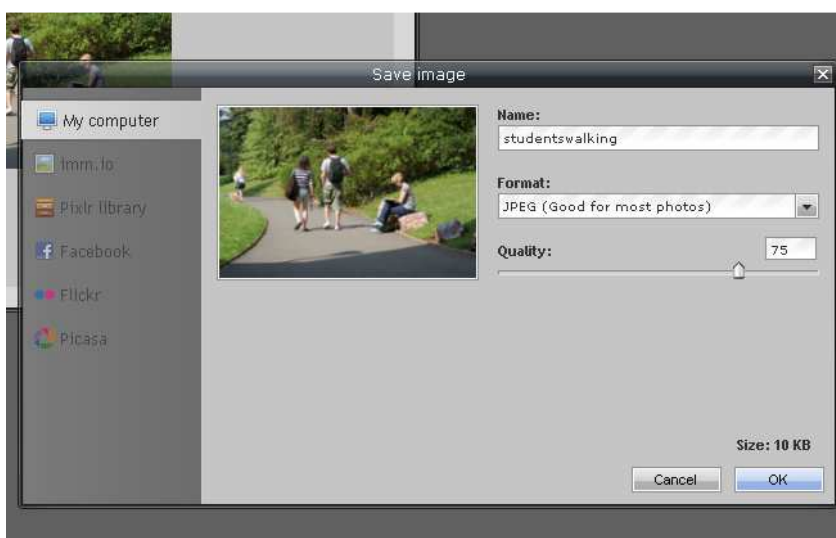 Save image
My computer
imm.io
Pixlr library
Facebook
Flickr
Picasa
Name:
studentswalking
Format:
JPEG (Good for most photos)
Quality:
75
Size: 10 KB
Cancel
OK